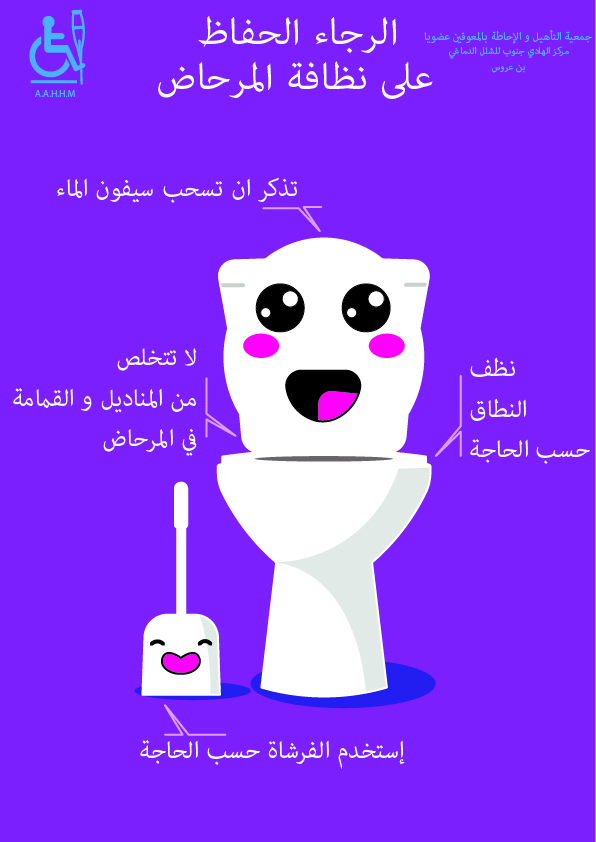 الرجاء الحفاظ
على نظافة المرحاض
جمعية التأهيل و الإحاطة بالمعوقين عضويا
مركز الهادي جنوب للشلل الدماغي
بن عروس
A.A.H.H.M
تذكر ان تسحب سيفون الماء
نظف
النطاق
حسب الحاجة
لا تتخلص
من المناديل و القمامة
في المرحاض
إستخدم الفرشاة حسب الحاجة